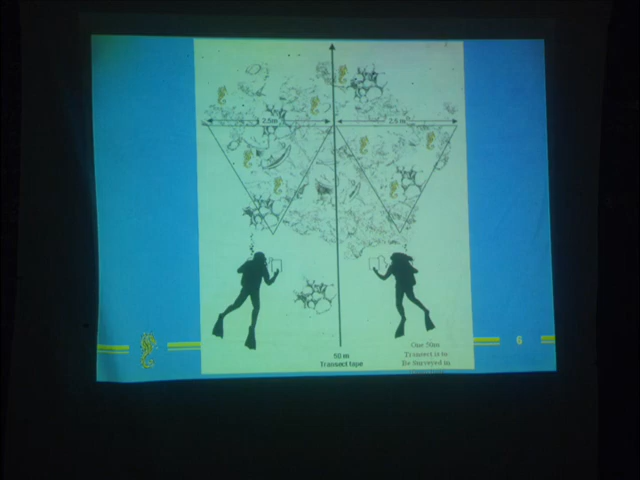 2.5m
2.5 m
50 m
Transect tape
One 50m
Transect is to
Be Surveyed in
6